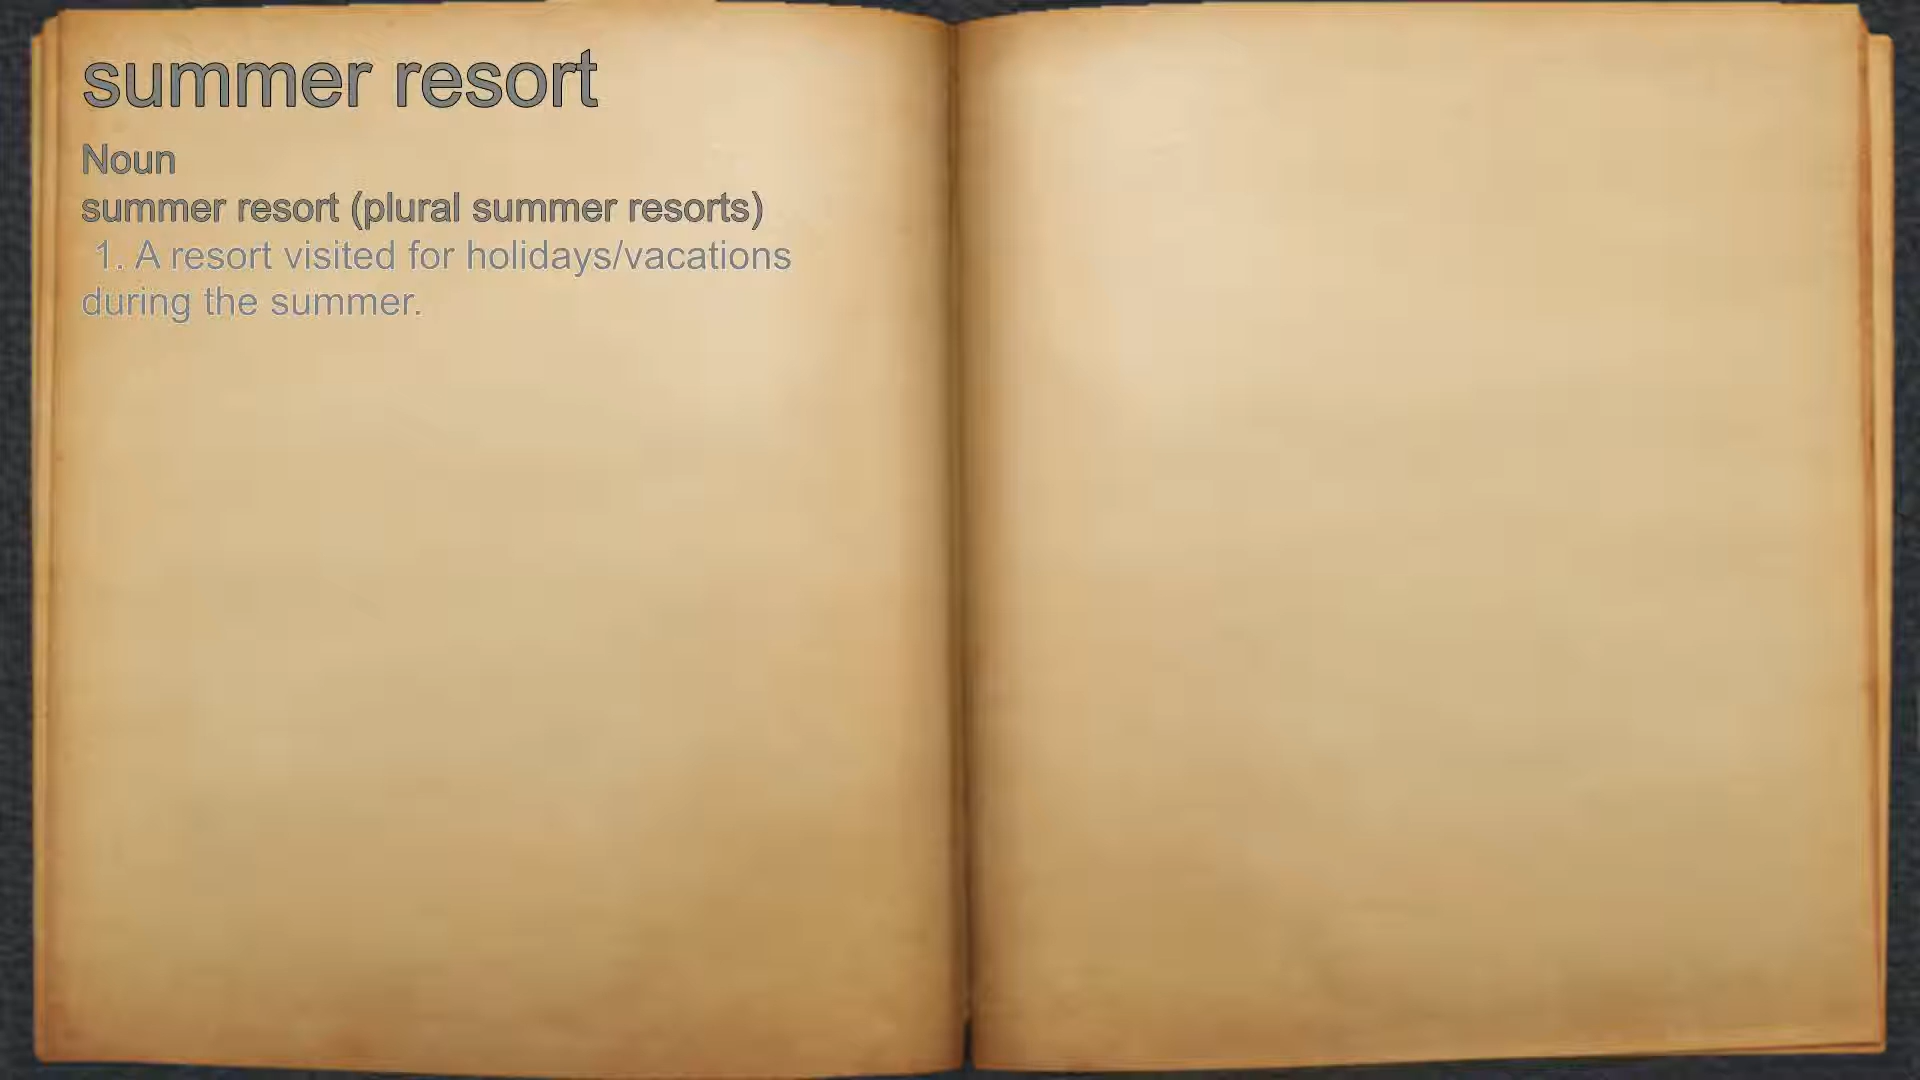 summer resort
Noun
summer resort (plural summer resorts)
1. A resort visited for holidays/vacations
during the summer.